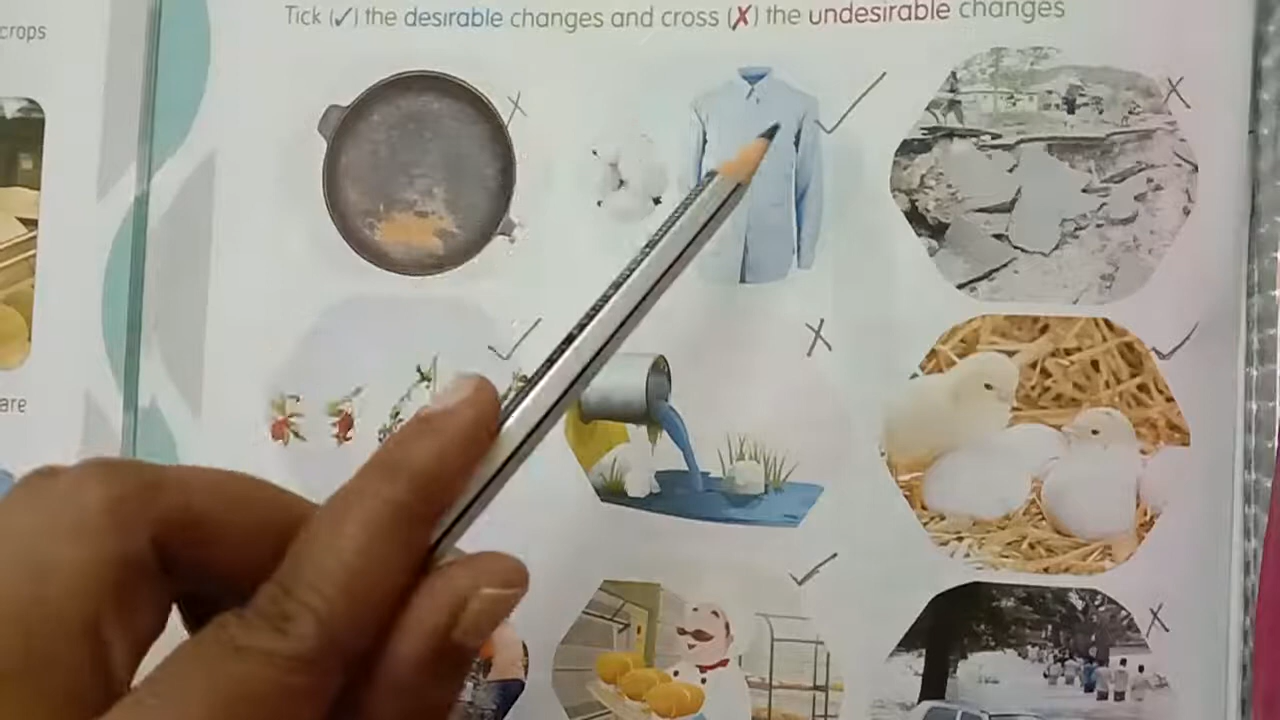 crops
Tick (✓) the desirable changes and cross (✗) the undesirable changes
are